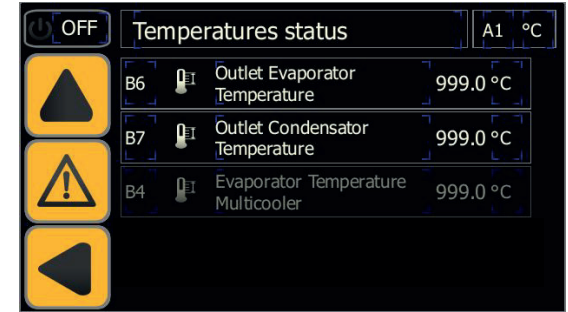 OFF
Temperatures status
A1 °C
B6
Outlet Evaporator
Temperature
999.0 °C
B7
Outlet Condensator
Temperature
999.0 °C
B4
Evaporator Temperature
Multicooler
999.0 °C